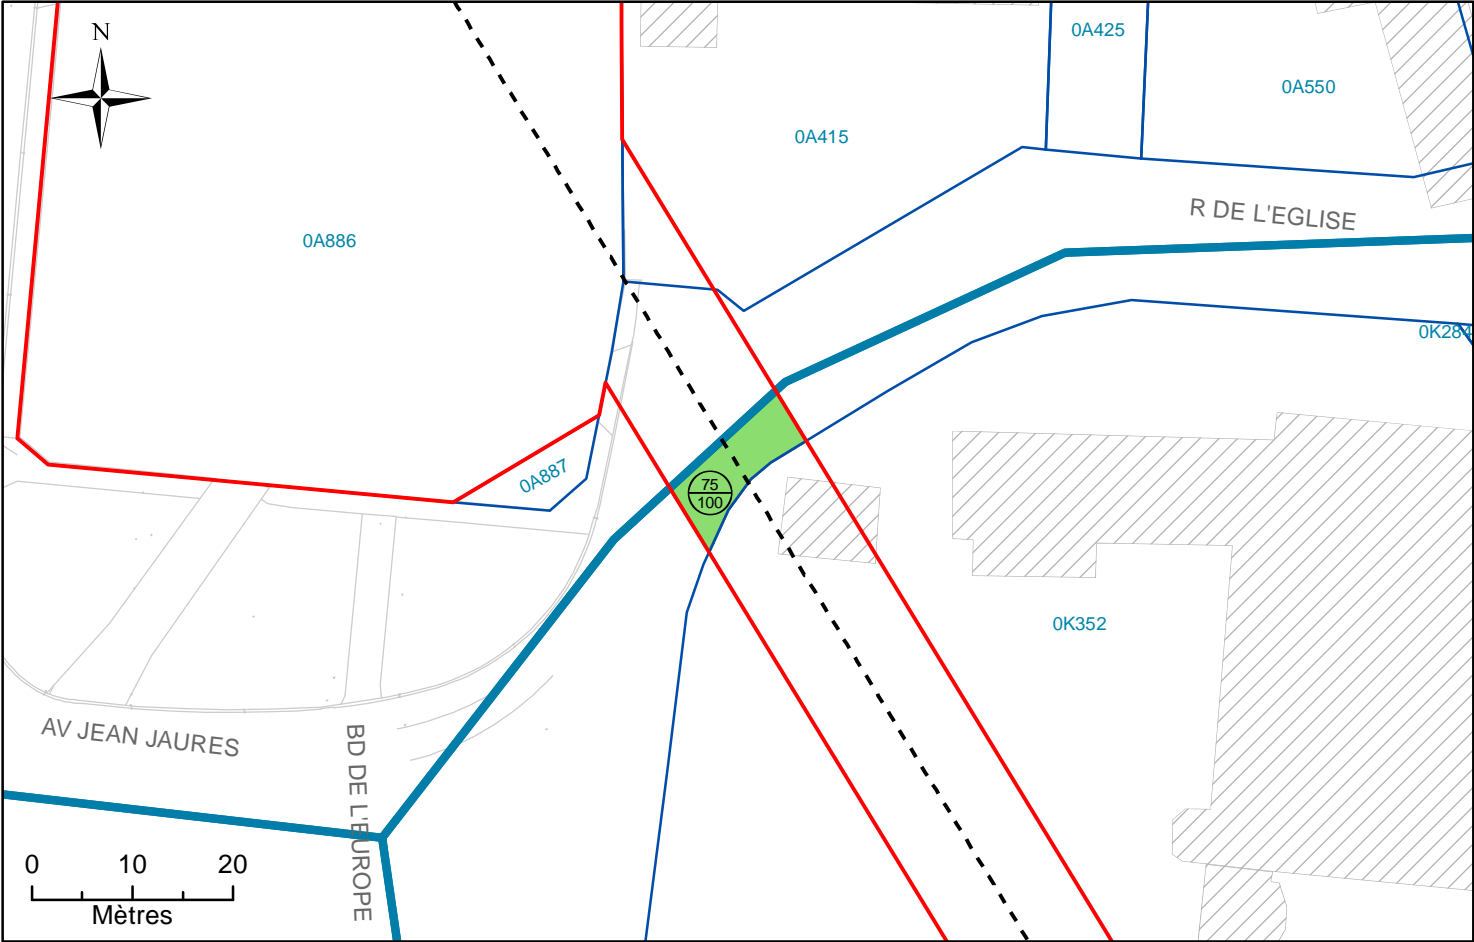 N
0A425
0A550
0A415
R DE L'EGLISE
0A886
0K284
0A887
75
100
0K352
AV JEAN JAURES
BD DE L'EUROPE
0 10 20
Mètres